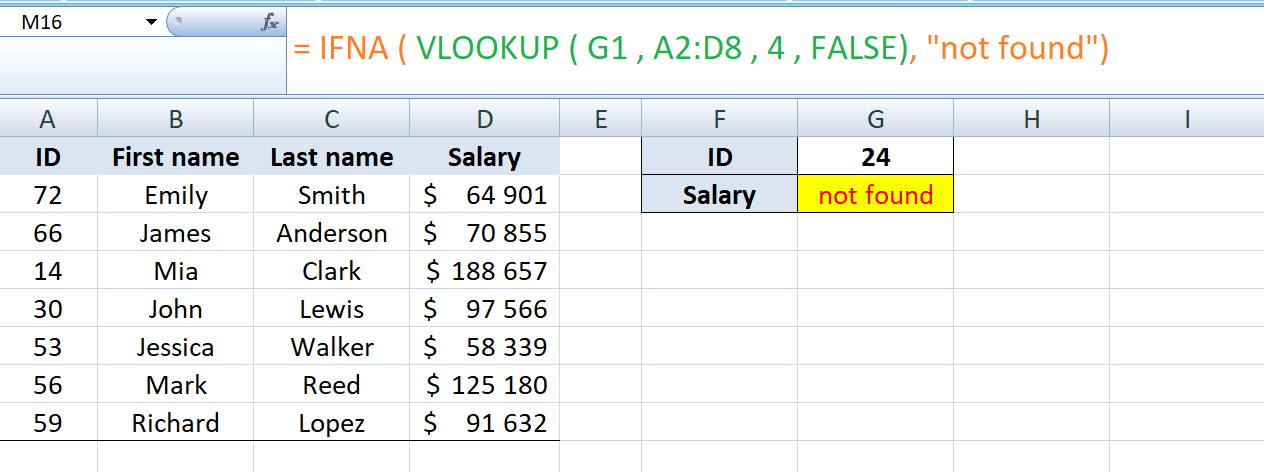 M16 fx = IFNA ( VLOOKUP ( G1 , A2:D8 , 4 , FALSE), "not found")
A B C D E F G H I
ID First name Last name Salary ID 24
72 Emily Smith $ 64 901 Salary not found
66 James Anderson $ 70 855
14 Mia Clark $ 188 657
30 John Lewis $ 97 566
53 Jessica Walker $ 58 339
56 Mark Reed $ 125 180
59 Richard Lopez $ 91 632